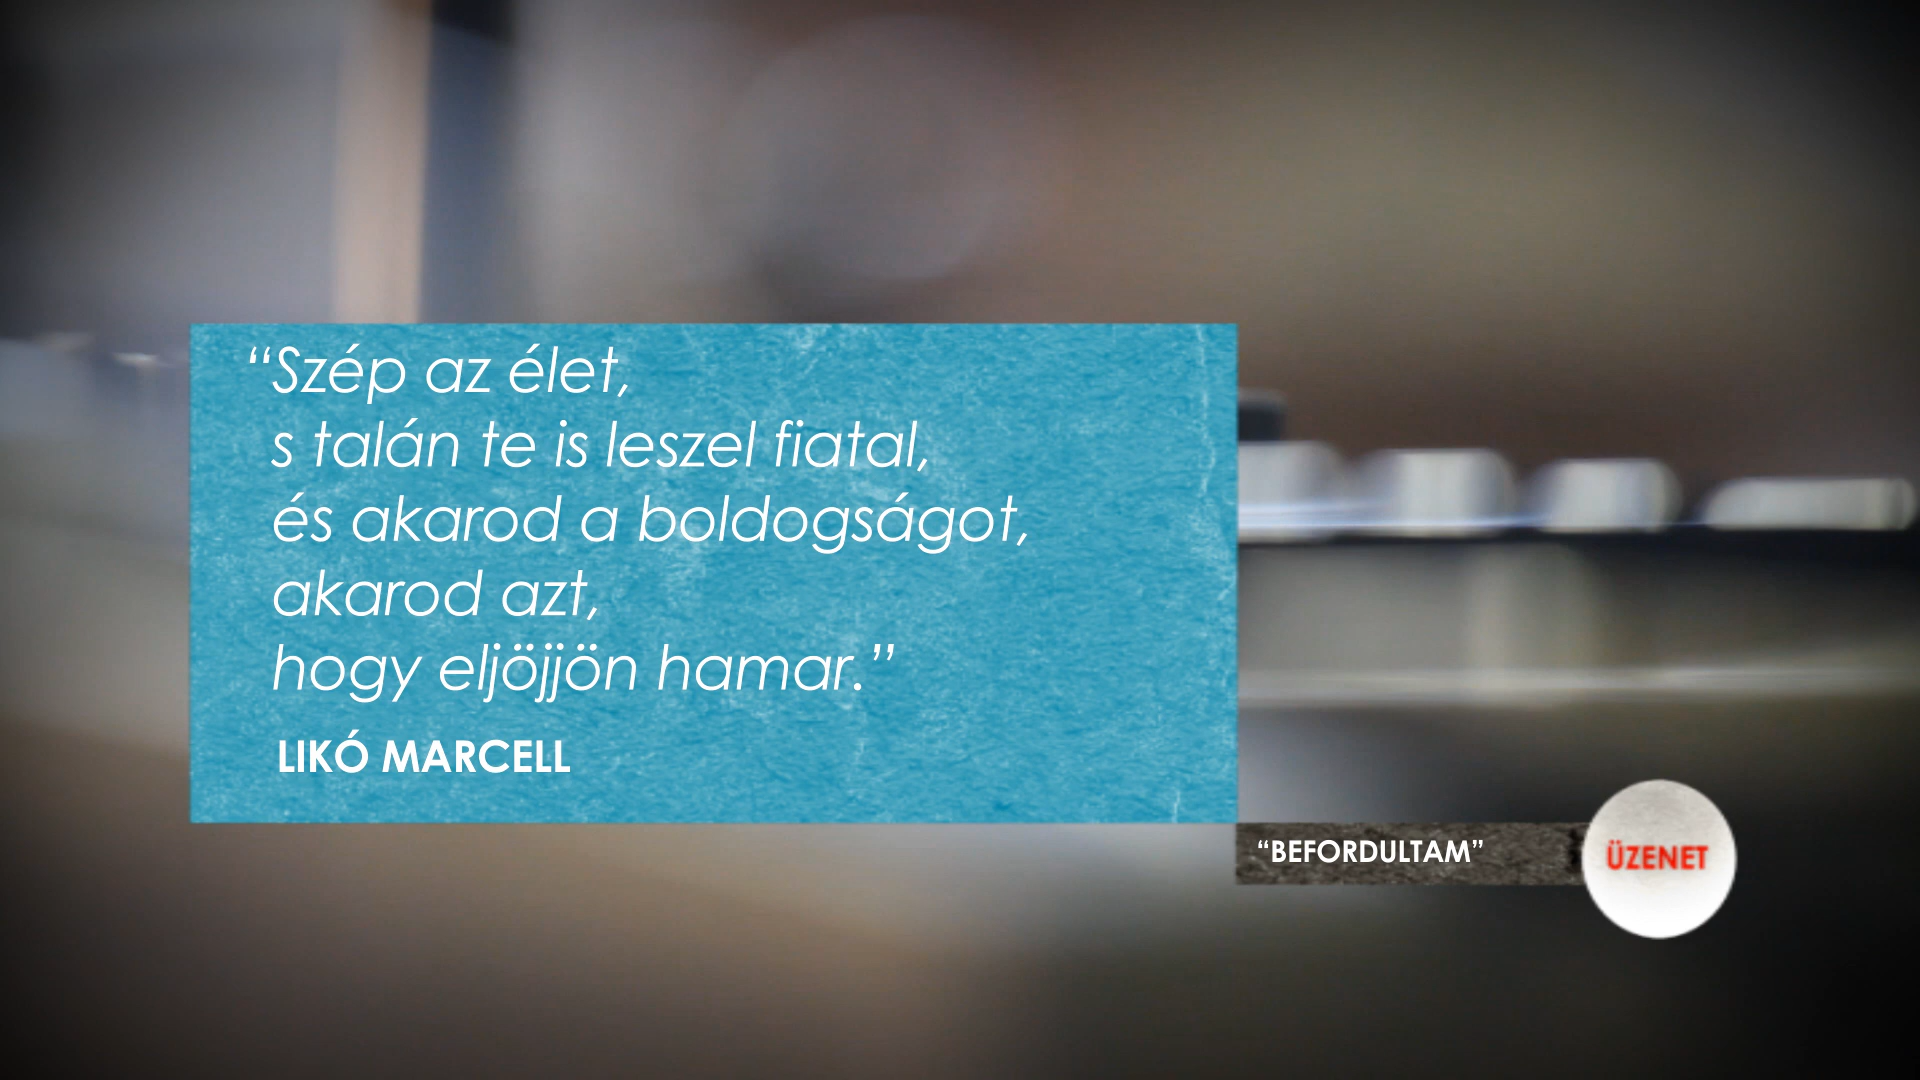 “Szép az élet,
s talán te is leszel fiatal,
és akarod a boldogságot,
akarod azt,
hogy eljöjjön hamar.”
LIKÓ MARCELL
“BEFORDULTAM”
ÜZENET